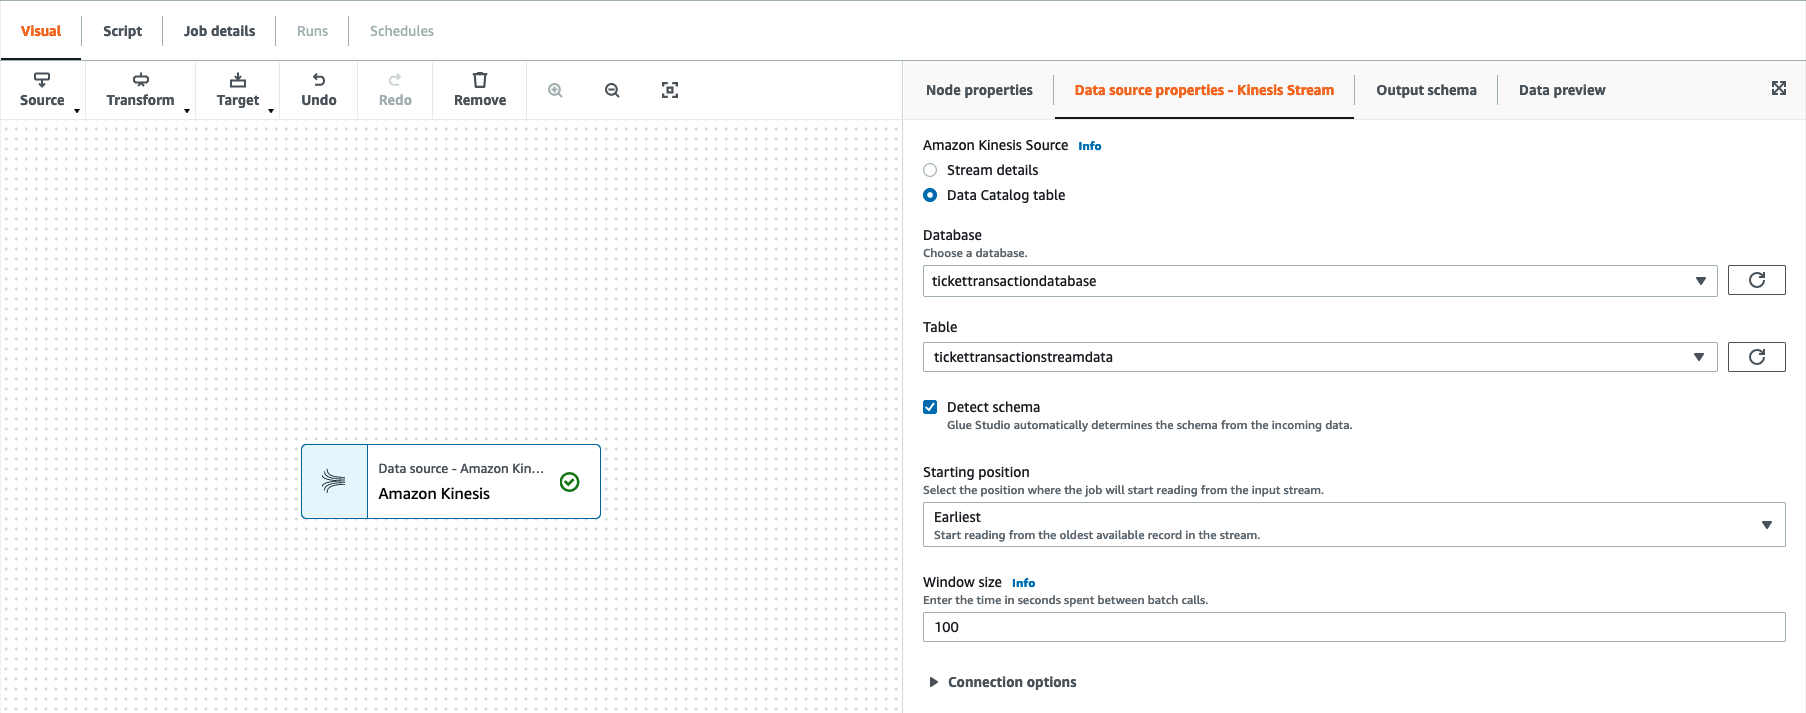 Visual
Script
Job details
Runs
Schedules
Source
Transform
Target
Undo
Redo
Remove
Node properties
Data source properties - Kinesis Stream
Output schema
Data preview
Amazon Kinesis Source Info
Stream details
Data Catalog table
Database
Choose a database.
tickettransactiondatabase
Table
tickettransactionstreamdata
Detect schema
Glue Studio automatically determines the schema from the incoming data.
Data source - Amazon Kin...
Amazon Kinesis
Starting position
Select the position where the job will start reading from the input stream.
Earliest
Start reading from the oldest available record in the stream.
Window size Info
Enter the time in seconds spent between batch calls.
100
Connection options